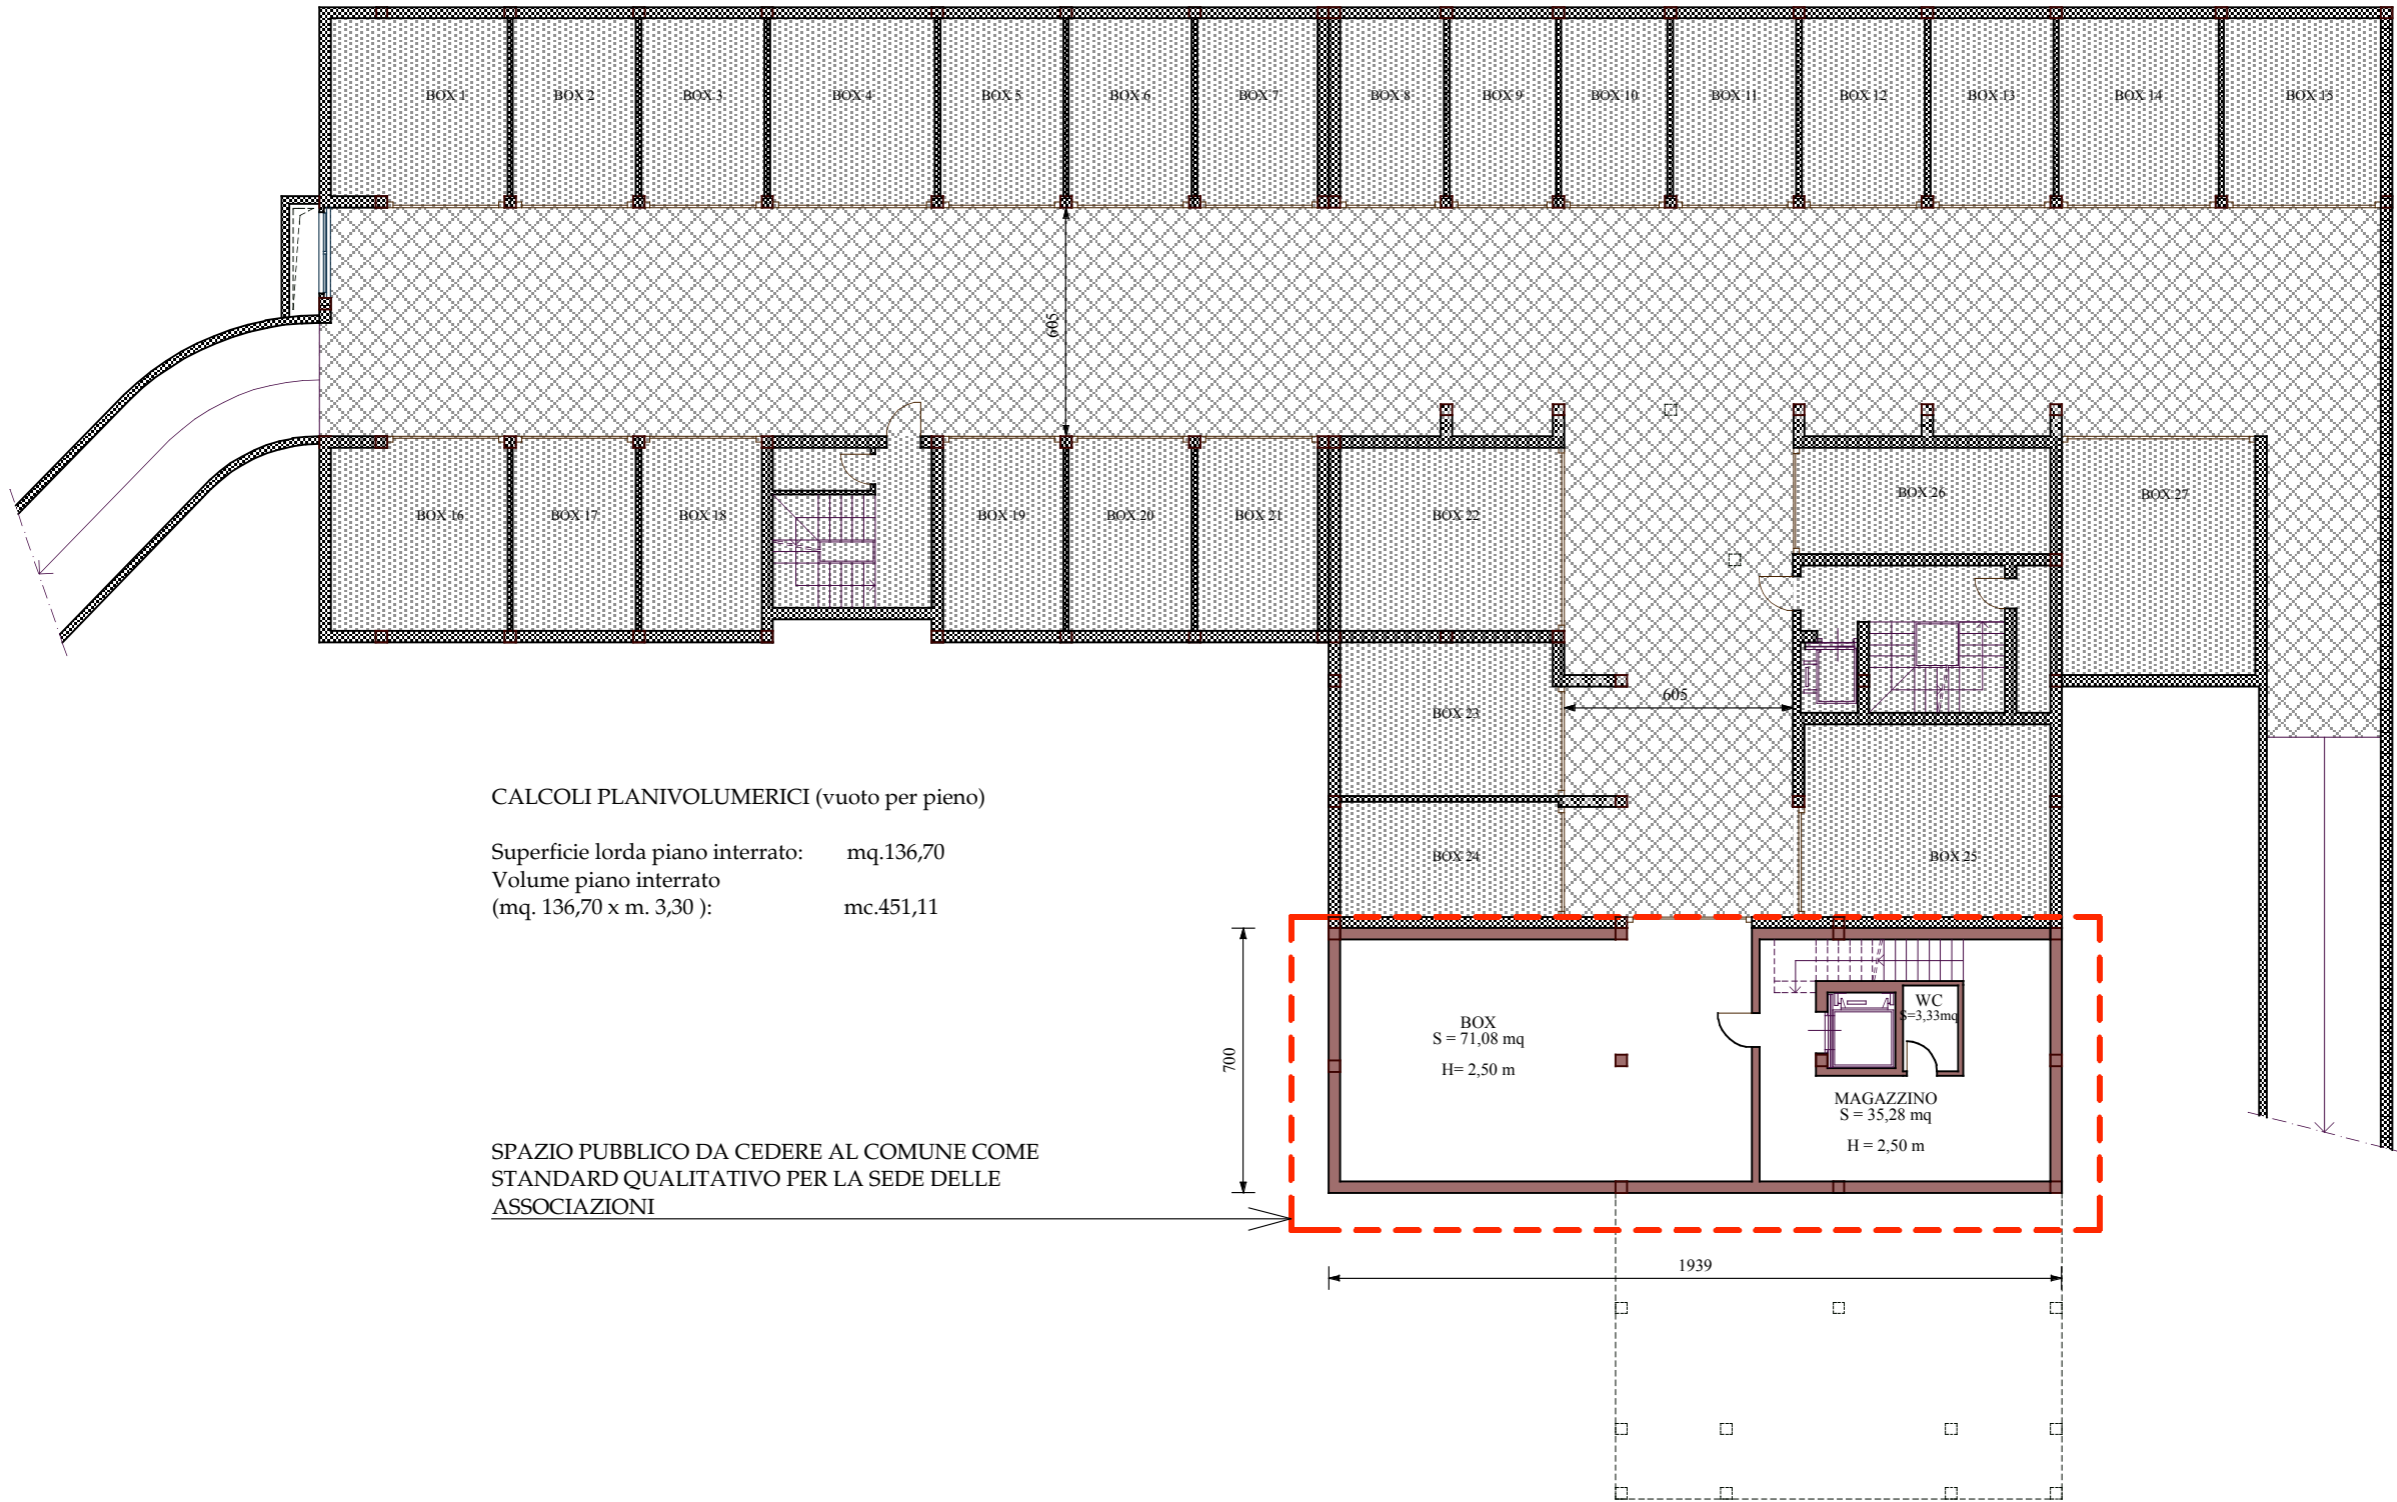 BOX 1
BOX 2
BOX 3
BOX 4
BOX 5
BOX 6
BOX 7
BOX 8
BOX 9
BOX 10
BOX 11
BOX 12
BOX 13
BOX 14
BOX 15
605
BOX 16
BOX 17
BOX 18
BOX 19
BOX 20
BOX 21
BOX 22
BOX 26
BOX 27
BOX 23
605
BOX 24
BOX 25
CALCOLI PLANIVOLUMERICI (vuoto per pieno)
Superficie lorda piano interrato: mq.136,70
Volume piano interrato
(mq. 136,70 x m. 3,30 ): mc.451,11
700
BOX
S = 71,08 mq
H= 2,50 m
WC
S=3,33mq
MAGAZZINO
S = 35,28 mq
H = 2,50 m
SPAZIO PUBBLICO DA CEDERE AL COMUNE COME
STANDARD QUALITATIVO PER LA SEDE DELLE
ASSOCIAZIONI
1939